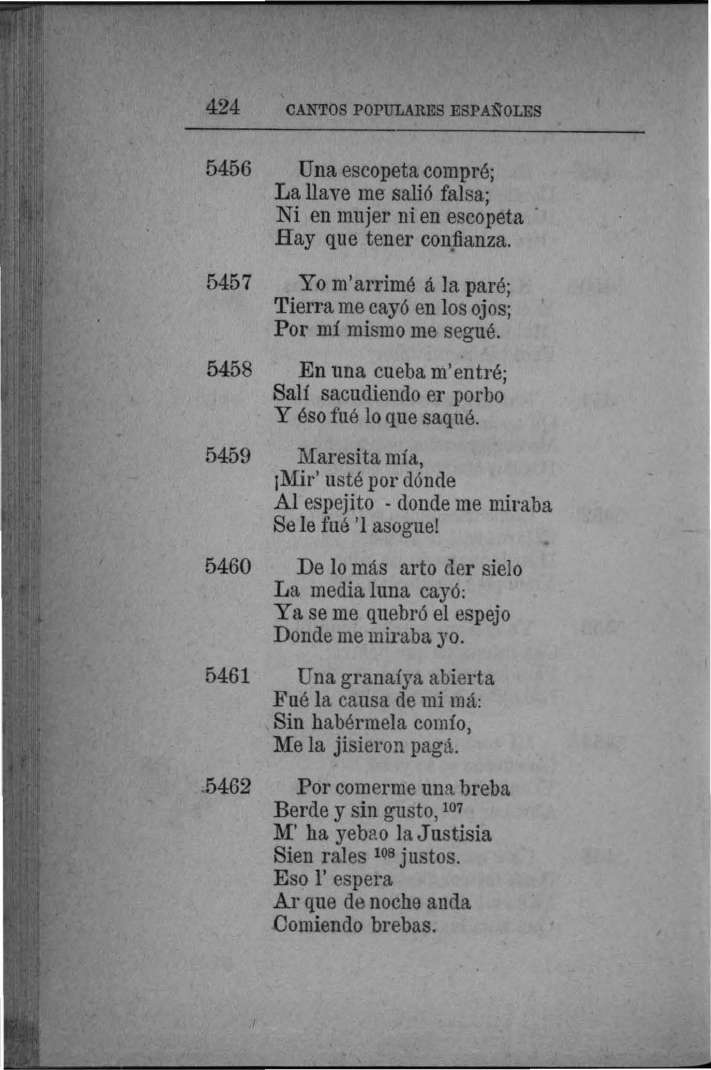 424 CANTOS POPULARES ESPAÑOLES
5456 Una escopeta compré;
La llave me salió falsa;
Ni en mujer ni en escopeta
Hay que tener confianza.
5457 Yo m'arrimé á la paré;
Tierra me cayó en los ojos;
Por mí mismo me segué.
5458 En una cueba m'entré;
Salí sacudiendo er porbo
Y éso fué lo que saqué.
5459 Maresita mía,
¡Mir' usté por dónde
Al espejito - donde me miraba
Se le fué 'l asogue!
5460 De lo más arto der sielo
La media luna cayó:
Ya se me quebró el espejo
Donde me miraba yo.
5461 Una granaíya abierta
Fué la causa de mi má:
Sin habérmela comío,
Me la jisieron pagá.
5462 Por comerme una breba
Berde y sin gusto, 107
M' ha yebao la Justisia
Sien rales 108 justos.
Eso l' espera
Ar que de noche anda
Comiendo brebas.